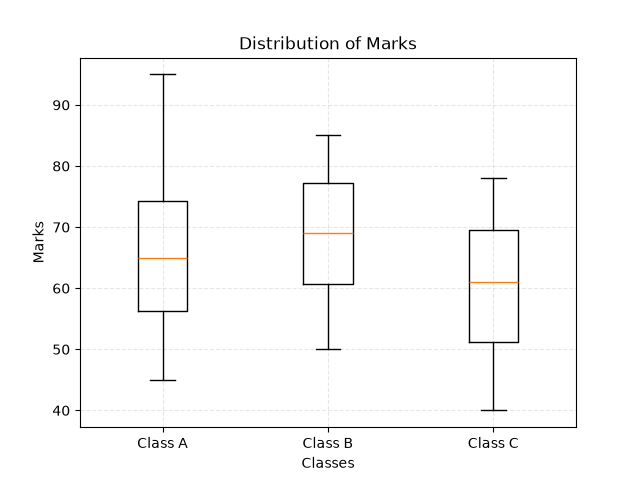 Distribution of Marks
90
80
70
60
50
40
Marks
Class A
Class B
Class C
Classes